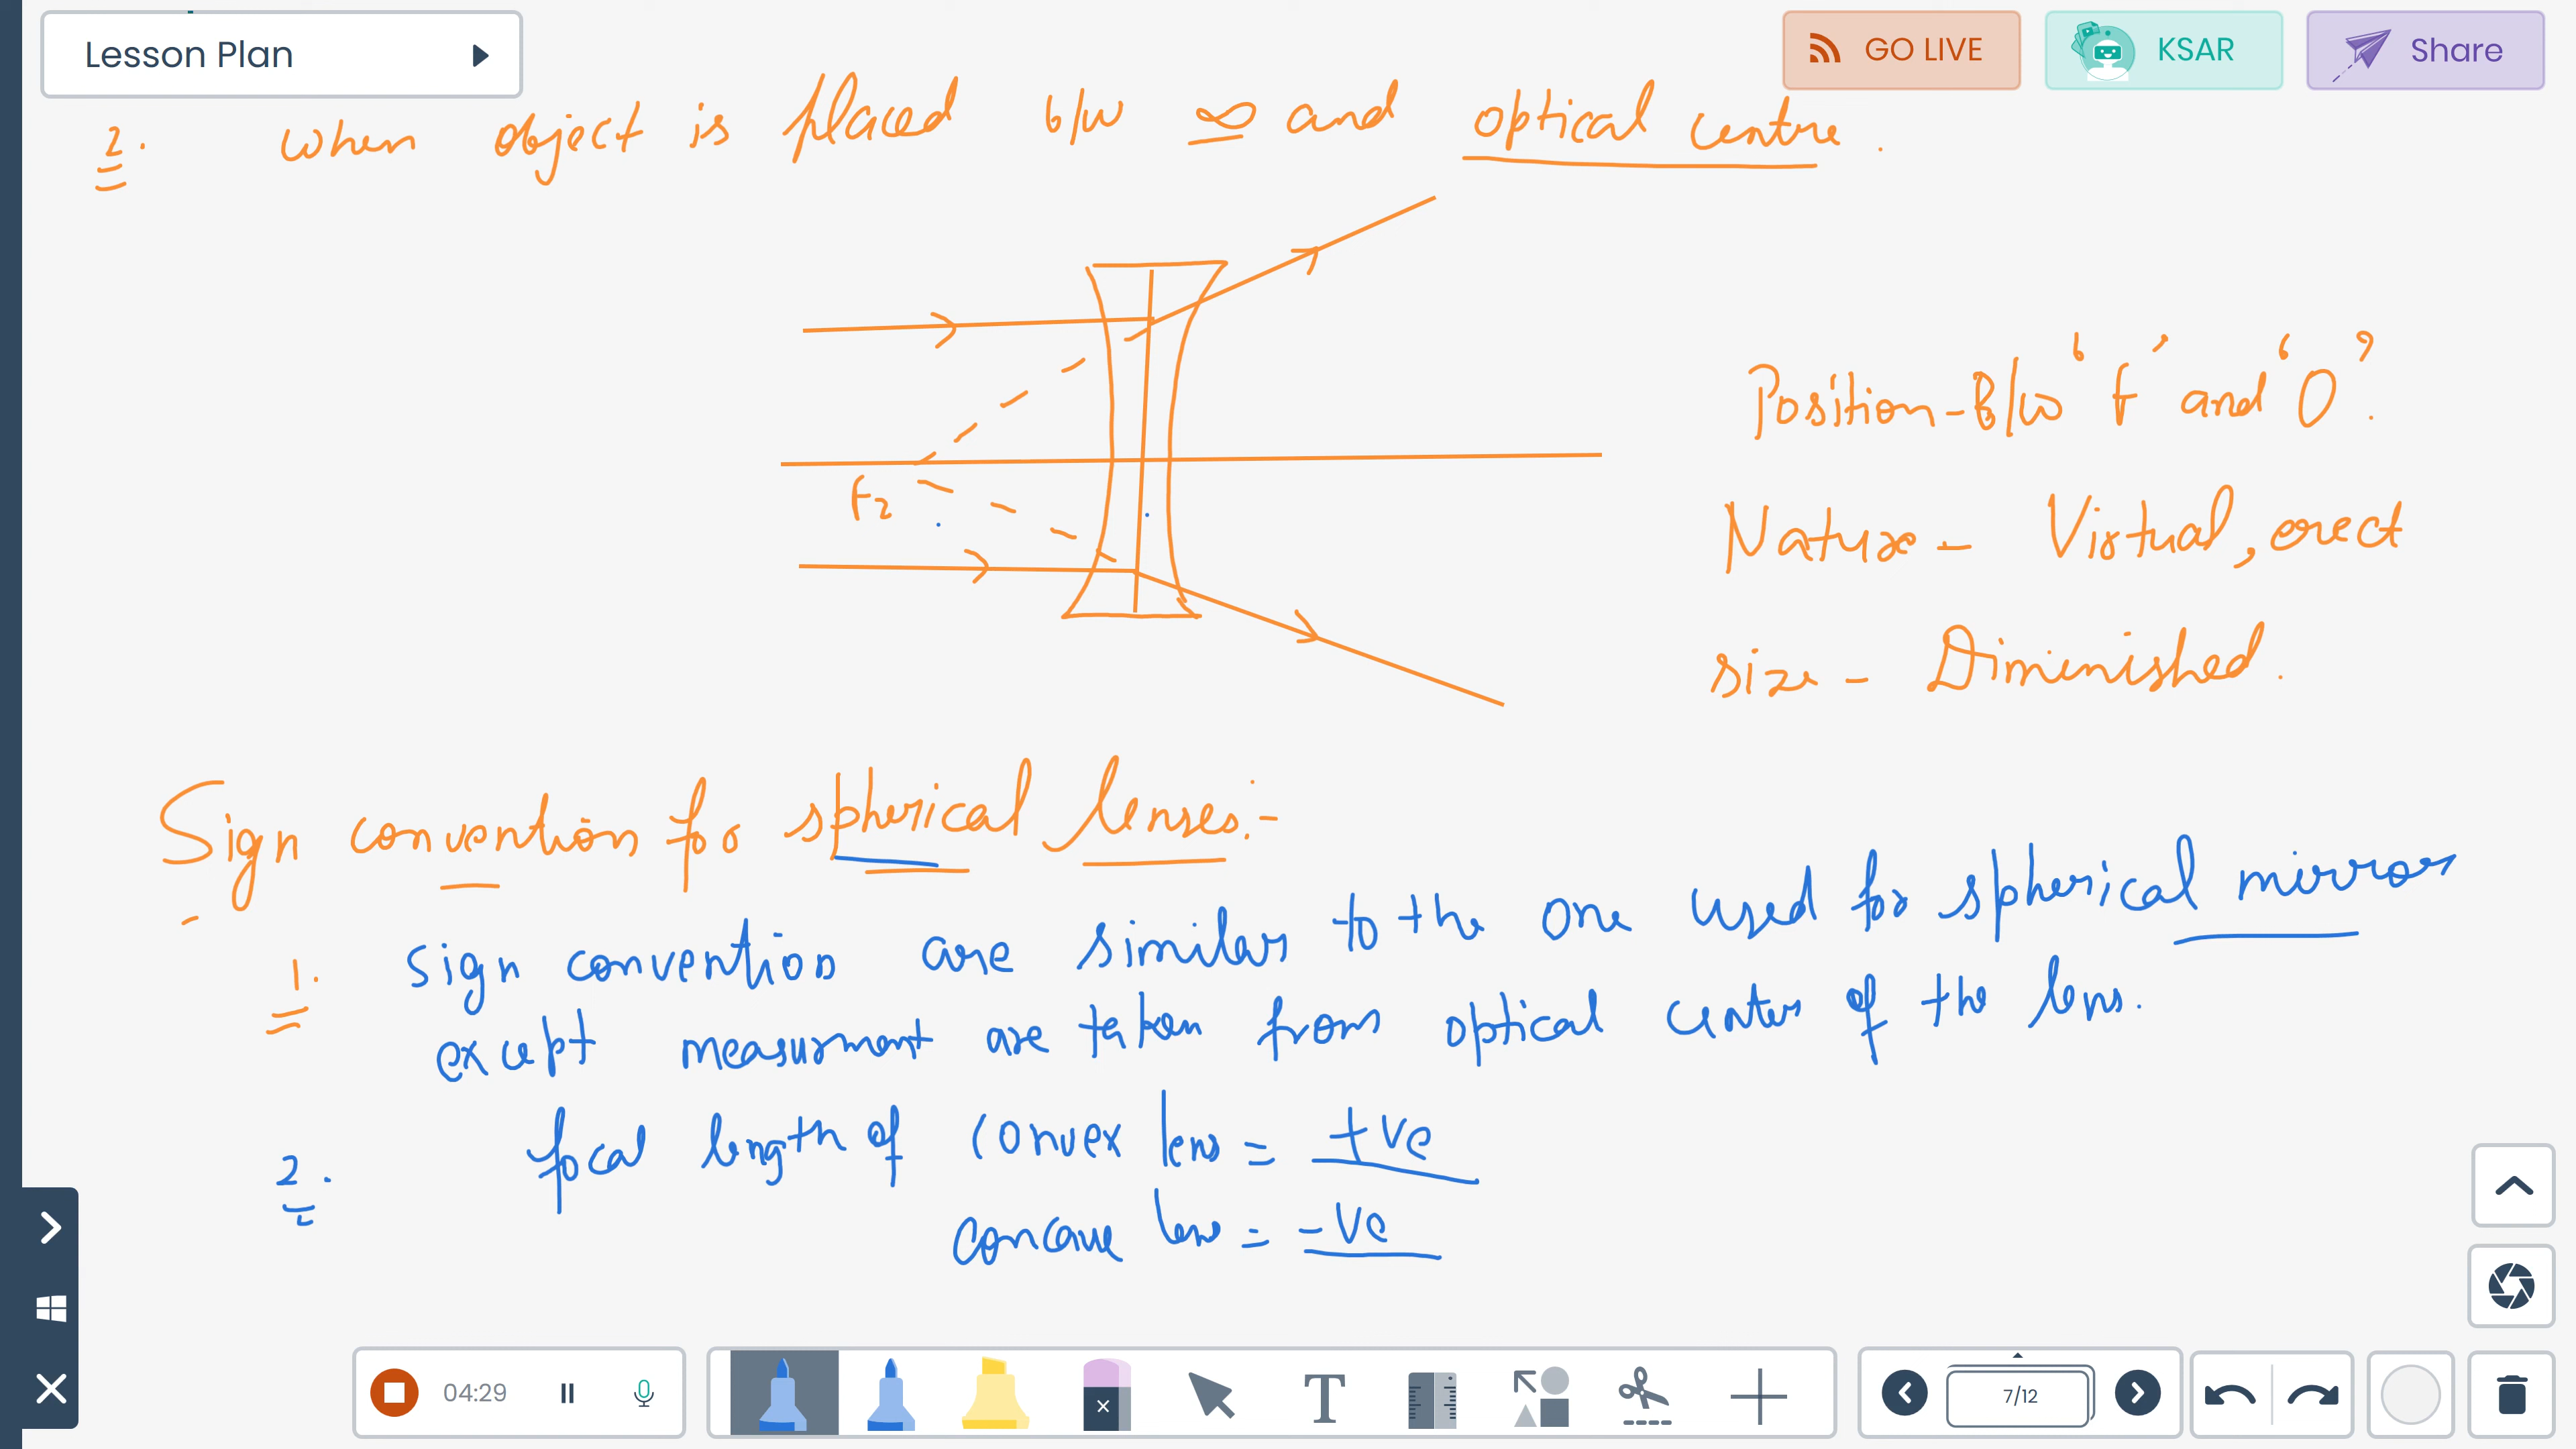 Lesson Plan
GO LIVE
KSAR
Share
2. when object is placed b/w ∞ and optical centre.
F2
Position - B/w 'F' and 'O'.
Nature - Virtual, erect
size - Diminished.
Sign convention for spherical lenses:-
1. Sign convention are similar to the one used for spherical mirror
except measurment are taken from optical center of the lens.
2. focal length of convex lens = +ve
concave lens = -ve
04:29
T
7/12